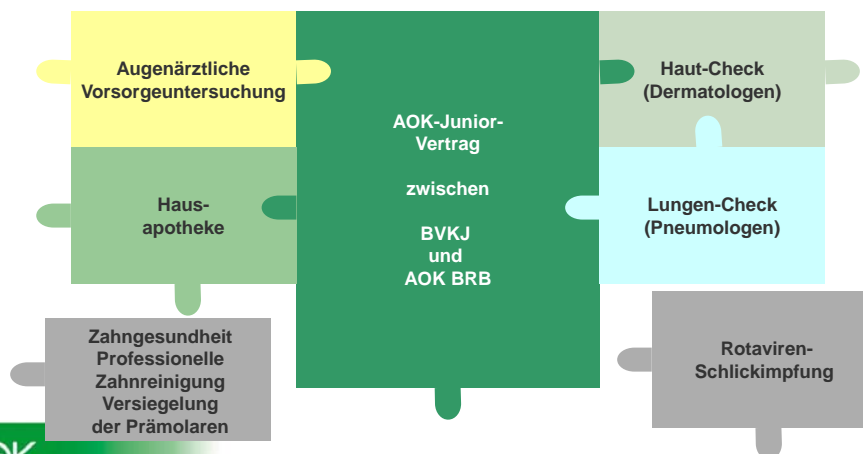 Augenärztliche
Vorsorgeuntersuchung
AOK-Junior-
Vertrag
zwischen
BVKJ
und
AOK BRB
Haut-Check
(Dermatologen)
Haus-
apotheke
Lungen-Check
(Pneumologen)
Zahngesundheit
Professionelle
Zahnreinigung
Versiegelung
der Prämolaren
Rotaviren-
Schlickimpfung